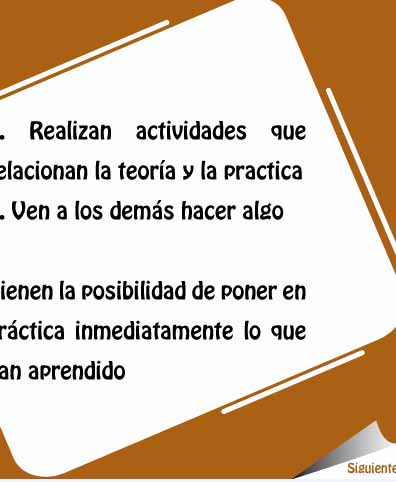 . Realizan actividades que
elacionan la teoría y la practica
. Ven a los demás hacer algo
ienen la posibilidad de poner en
ráctica inmediatamente lo que
an aprendido
Siguiente